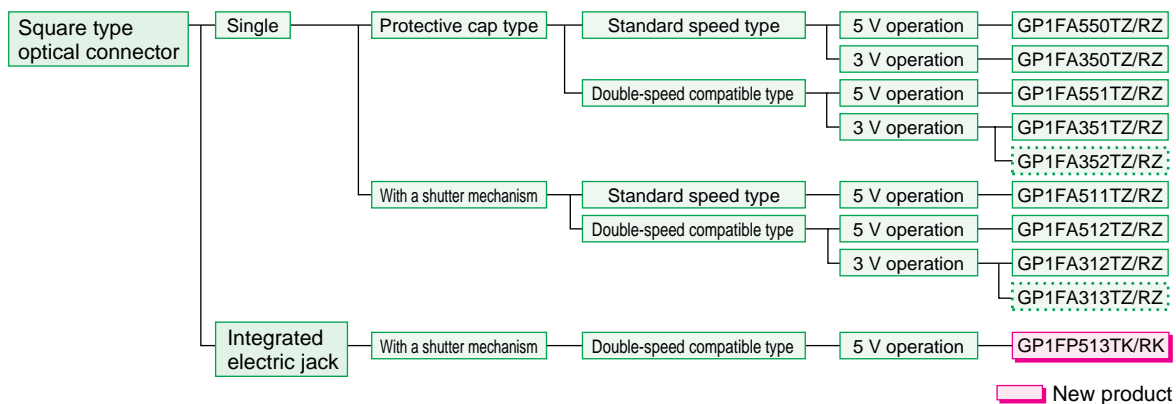 Square type
optical connector
Single
Protective cap type
Standard speed type
5 V operation
GP1FA550TZ/RZ
3 V operation
GP1FA350TZ/RZ
Double-speed compatible type
5 V operation
GP1FA551TZ/RZ
3 V operation
GP1FA351TZ/RZ
GP1FA352TZ/RZ
With a shutter mechanism
Standard speed type
5 V operation
GP1FA511TZ/RZ
Double-speed compatible type
5 V operation
GP1FA512TZ/RZ
3 V operation
GP1FA312TZ/RZ
GP1FA313TZ/RZ
Integrated
electric jack
With a shutter mechanism
Double-speed compatible type
5 V operation
GP1FP513TK/RK
New product